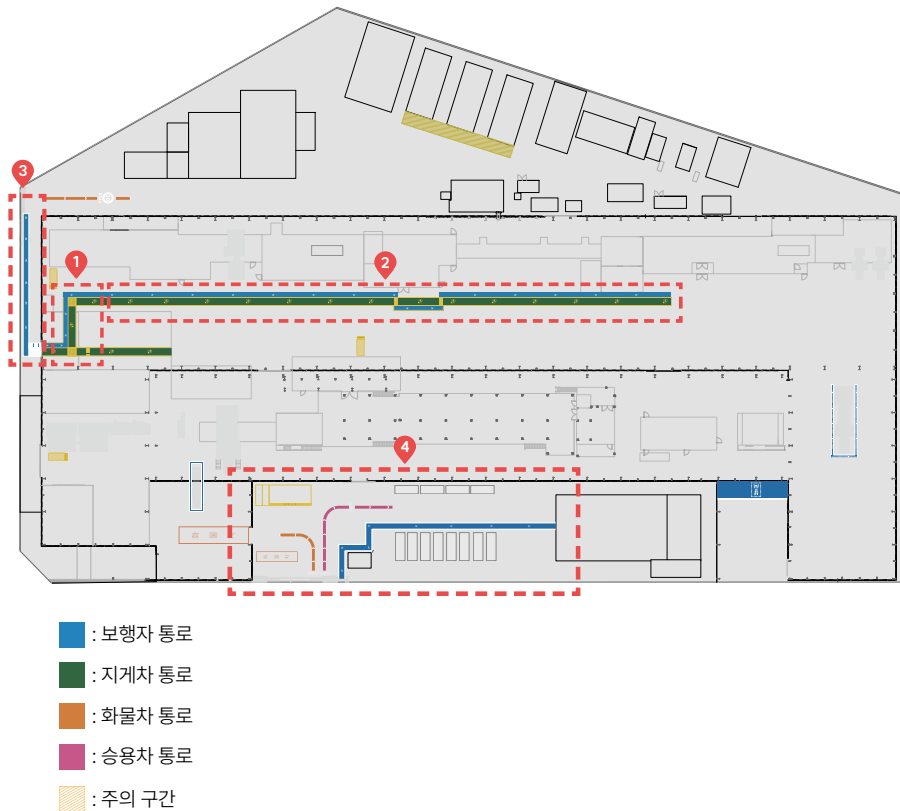 3
1
2
4
: 보행자 통로
: 지게차 통로
: 화물차 통로
: 승용차 통로
: 주의 구간